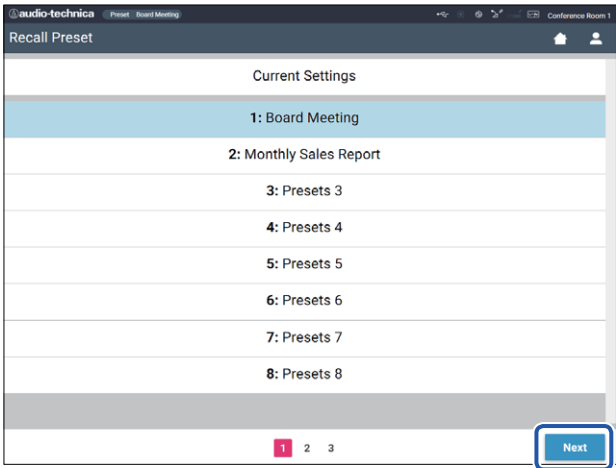 audio-technica Preset Board Meeting Conference Room 1
Recall Preset
Current Settings
1: Board Meeting
2: Monthly Sales Report
3: Presets 3
4: Presets 4
5: Presets 5
6: Presets 6
7: Presets 7
8: Presets 8
1 2 3 Next